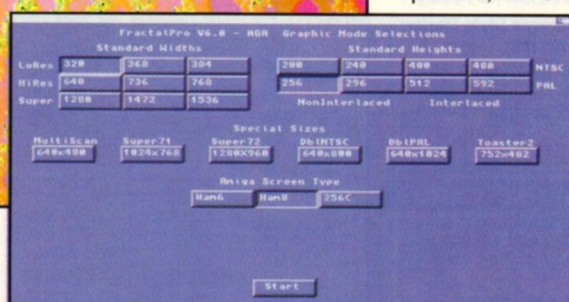 FractalPro V6.0 - AGA Graphic Mode Selections
Standard Widths
Standard Heights
LoRes 320 368 384
200 240 400 480 NTSC
HiRes 640 736 768
256 296 512 592 PAL
Super 1280 1472 1536
NonInterlaced Interlaced
Special Sizes
MultiScan Super71 Super72 DblNTSC DblPAL Toaster2
640x480 1024x768 1280X960 640x800 640x1024 752x482
Amiga Screen Type
Ham6 Ham8 256C
Start